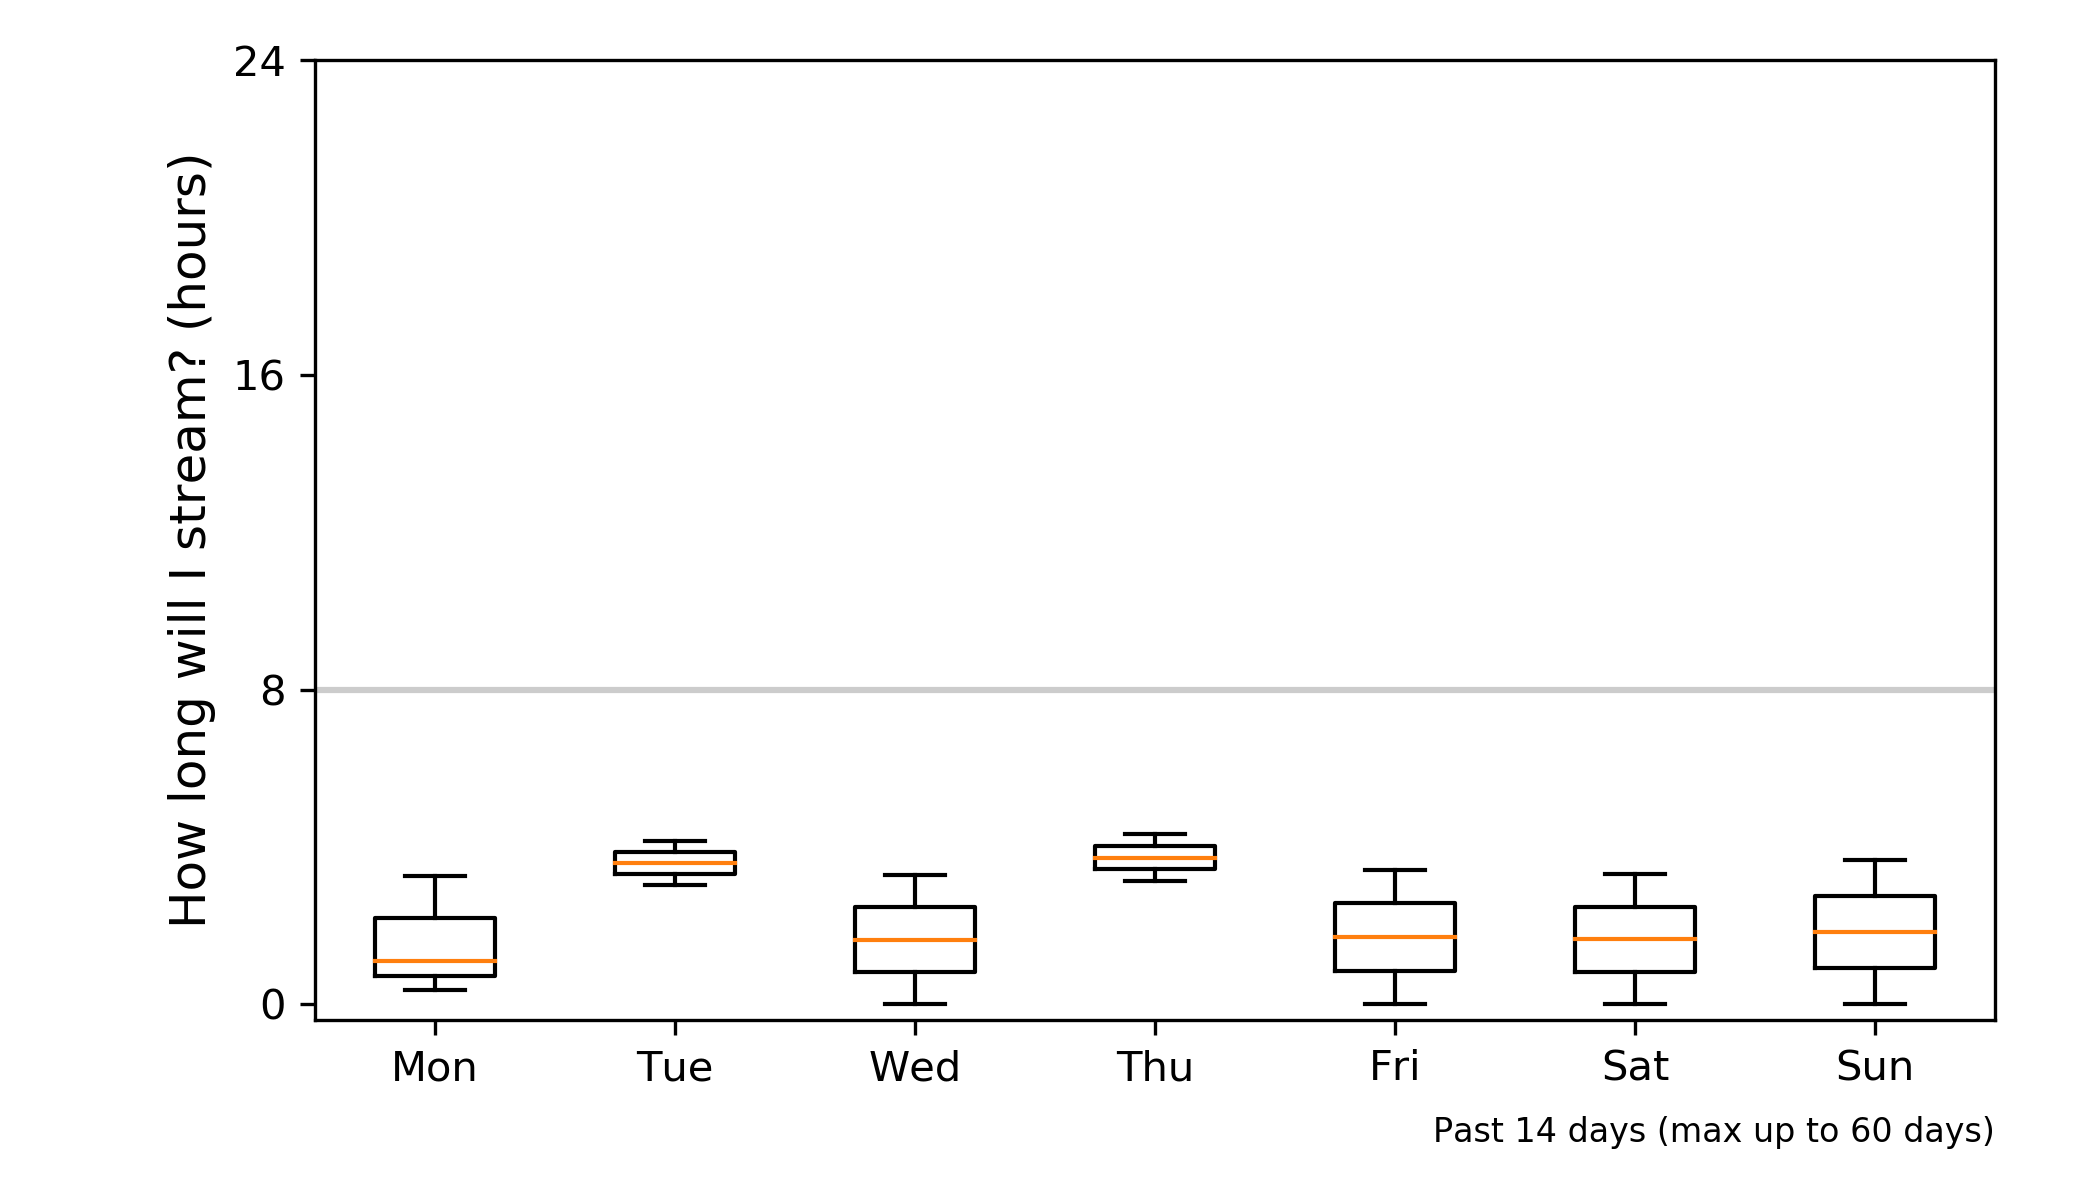 How long will I stream? (hours)
24
16
8
0
Mon Tue Wed Thu Fri Sat Sun
Past 14 days (max up to 60 days)